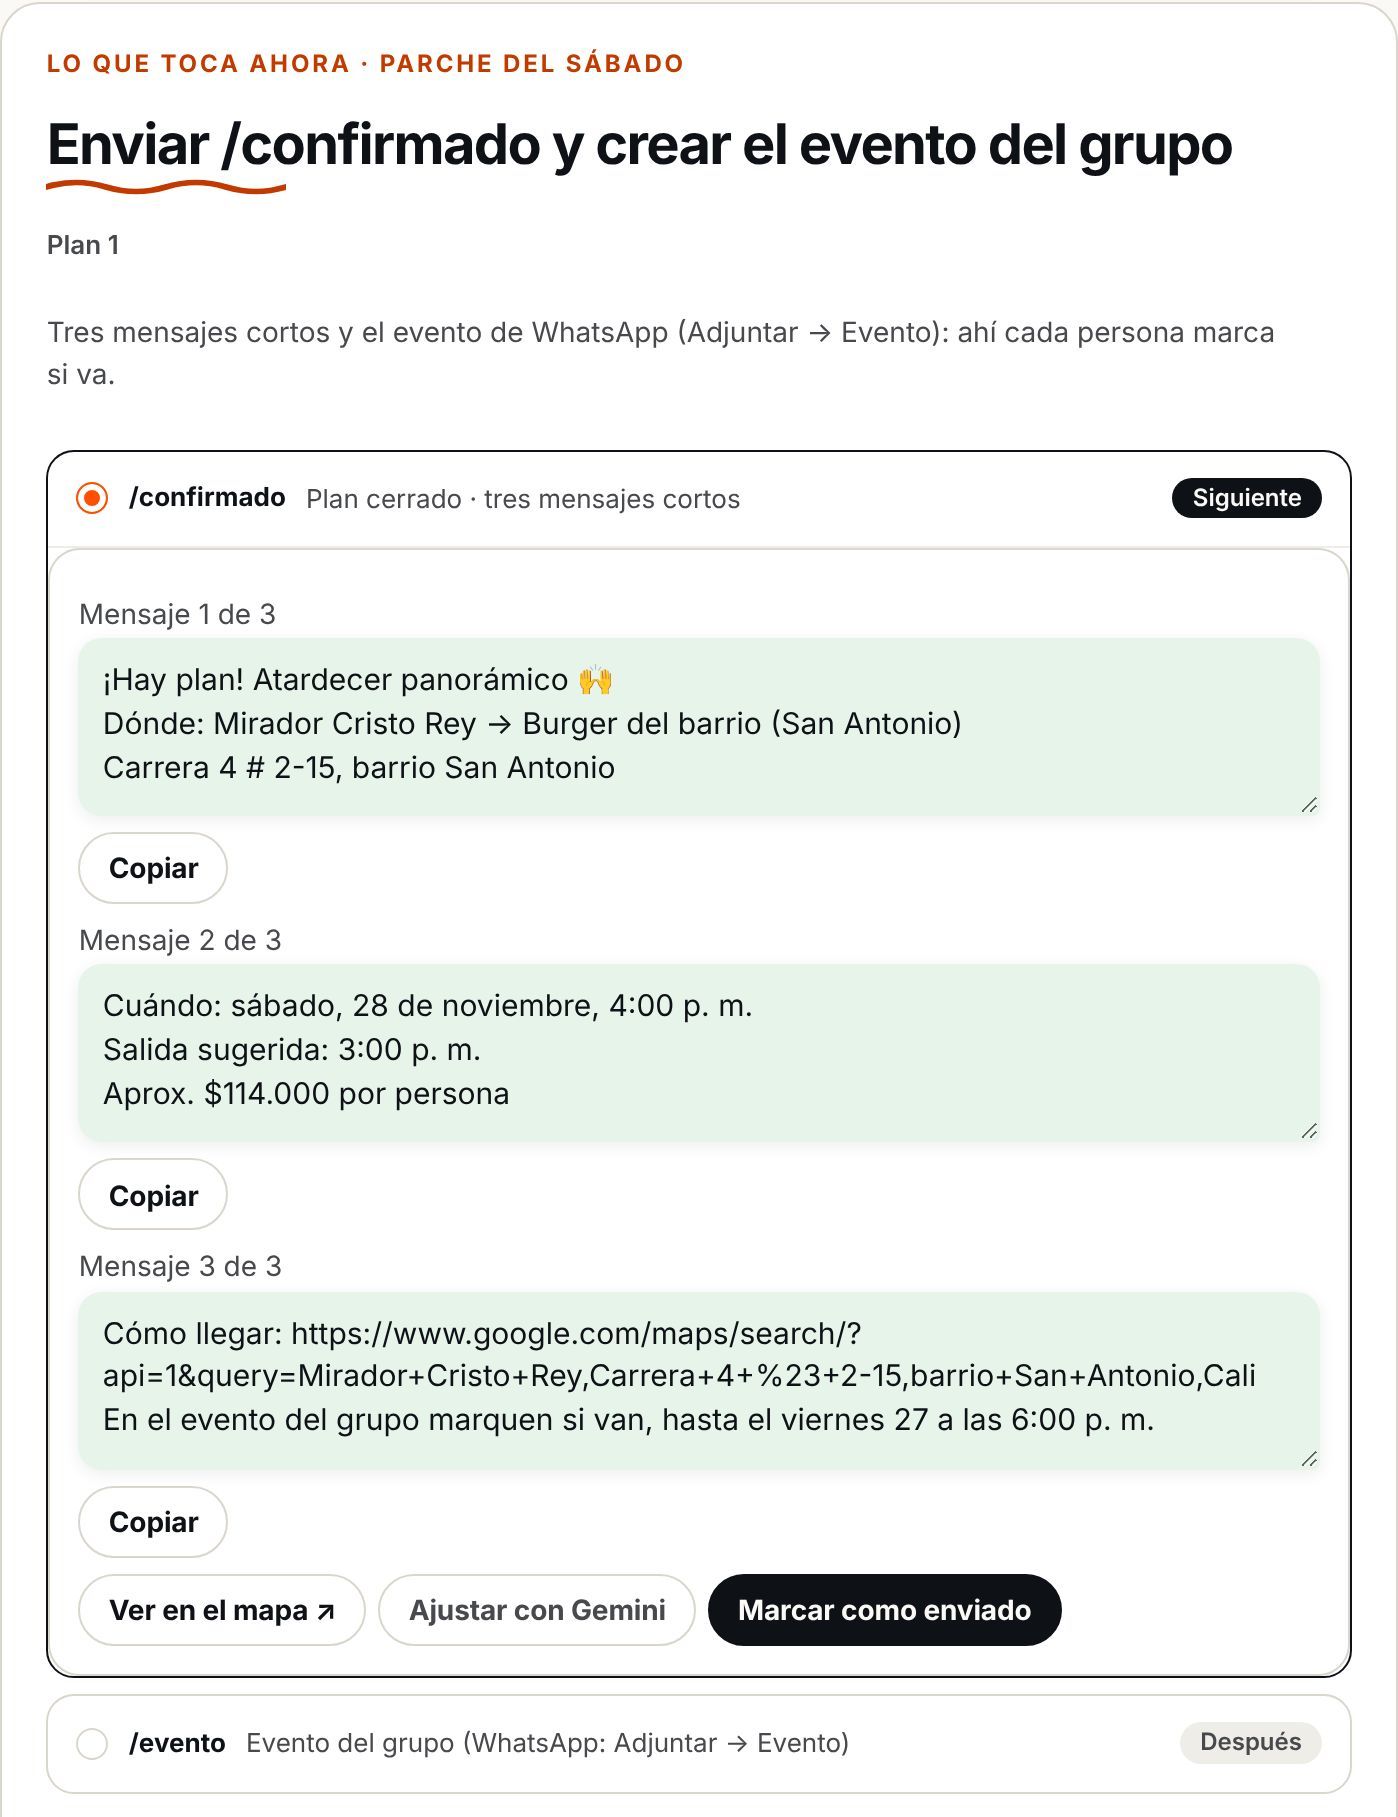 LO QUE TOCA AHORA · PARCHE DEL SÁBADO
Enviar /confirmado y crear el evento del grupo
Plan 1
Tres mensajes cortos y el evento de WhatsApp (Adjuntar → Evento): ahí cada persona marca
si va.
/confirmado Plan cerrado · tres mensajes cortos Siguiente
Mensaje 1 de 3
¡Hay plan! Atardecer panorámico 🙌
Dónde: Mirador Cristo Rey → Burger del barrio (San Antonio)
Carrera 4 # 2-15, barrio San Antonio
Copiar
Mensaje 2 de 3
Cuándo: sábado, 28 de noviembre, 4:00 p. m.
Salida sugerida: 3:00 p. m.
Aprox. $114.000 por persona
Copiar
Mensaje 3 de 3
Cómo llegar: https://www.google.com/maps/search/?
api=1&query=Mirador+Cristo+Rey,Carrera+4+%23+2-15,barrio+San+Antonio,Cali
En el evento del grupo marquen si van, hasta el viernes 27 a las 6:00 p. m.
Copiar
Ver en el mapa ↗ Ajustar con Gemini Marcar como enviado
/evento Evento del grupo (WhatsApp: Adjuntar → Evento) Después